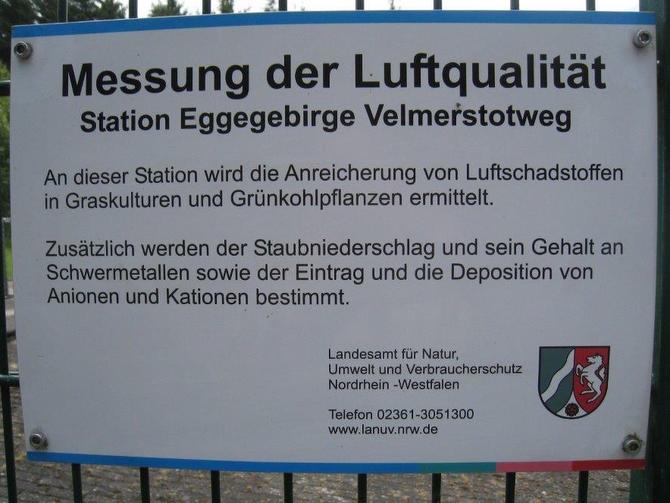 Messung der Luftqualität
Station Eggegebirge Velmerstotweg
An dieser Station wird die Anreicherung von Luftschadstoffen
in Graskulturen und Grünkohlpflanzen ermittelt.
Zusätzlich werden der Staubniederschlag und sein Gehalt an
Schwermetallen sowie der Eintrag und die Deposition von
Anionen und Kationen bestimmt.
Landesamt für Natur,
Umwelt und Verbraucherschutz
Nordrhein -Westfalen
Telefon 02361-3051300
www.lanuv.nrw.de